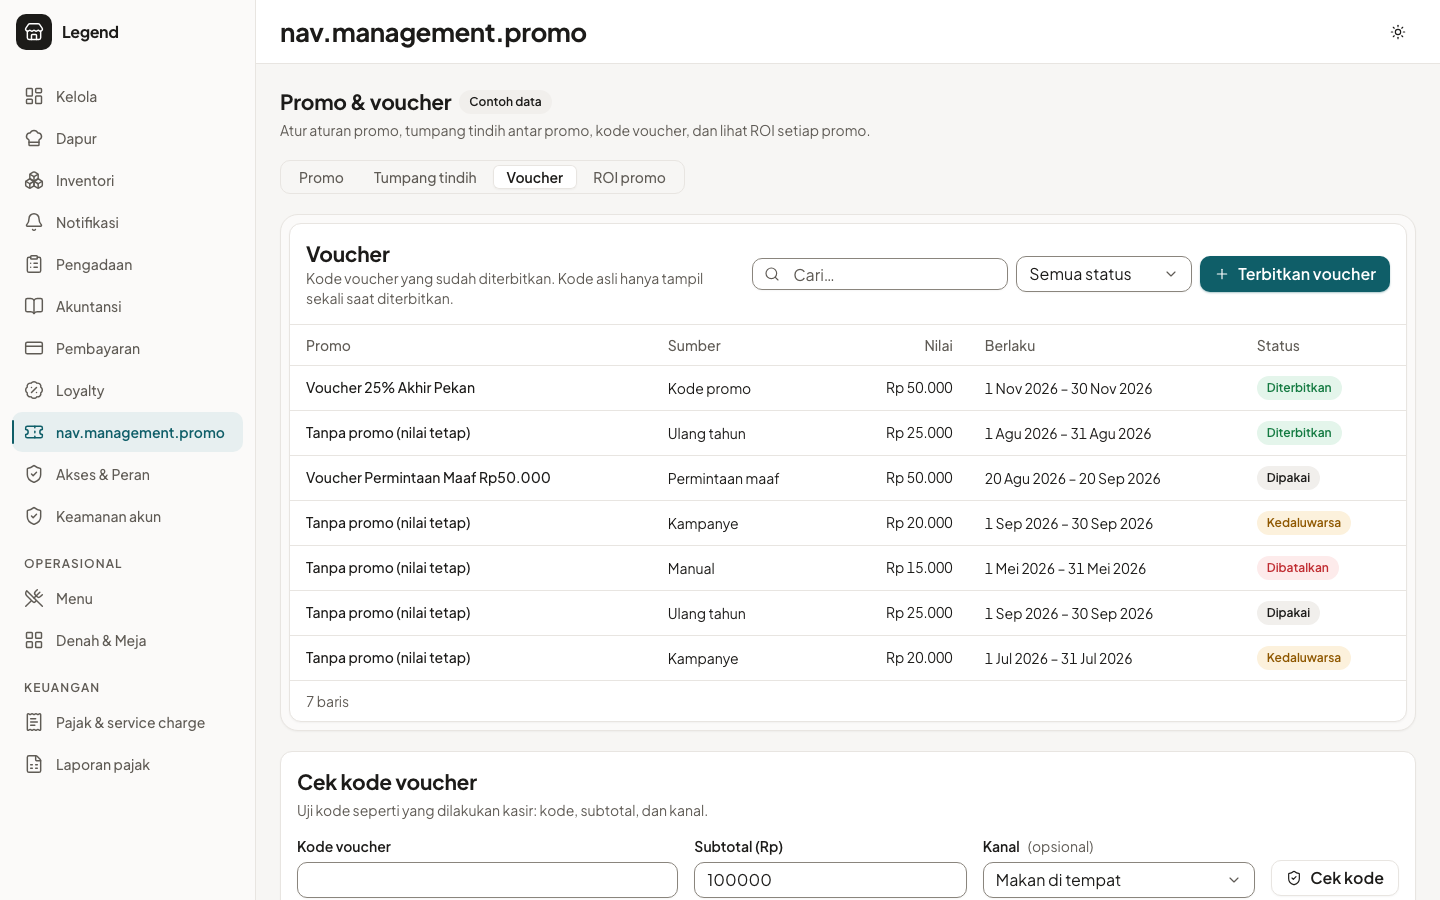 Legend
nav.management.promo
Kelola
Dapur
Inventori
Notifikasi
Pengadaan
Akuntansi
Pembayaran
Loyalty
nav.management.promo
Akses & Peran
Keamanan akun
OPERASIONAL
Menu
Denah & Meja
KEUANGAN
Pajak & service charge
Laporan pajak
Promo & voucher Contoh data
Atur aturan promo, tumpang tindih antar promo, kode voucher, dan lihat ROI setiap promo.
Promo Tumpang tindih Voucher ROI promo
Voucher
Kode voucher yang sudah diterbitkan. Kode asli hanya tampil
sekali saat diterbitkan.
Cari... Semua status Terbitkan voucher
Promo Sumber Nilai Berlaku Status
Voucher 25% Akhir Pekan Kode promo Rp 50.000 1 Nov 2026 – 30 Nov 2026 Diterbitkan
Tanpa promo (nilai tetap) Ulang tahun Rp 25.000 1 Agu 2026 – 31 Agu 2026 Diterbitkan
Voucher Permintaan Maaf Rp50.000 Permintaan maaf Rp 50.000 20 Agu 2026 – 20 Sep 2026 Dipakai
Tanpa promo (nilai tetap) Kampanye Rp 20.000 1 Sep 2026 – 30 Sep 2026 Kedaluwarsa
Tanpa promo (nilai tetap) Manual Rp 15.000 1 Mei 2026 – 31 Mei 2026 Dibatalkan
Tanpa promo (nilai tetap) Ulang tahun Rp 25.000 1 Sep 2026 – 30 Sep 2026 Dipakai
Tanpa promo (nilai tetap) Kampanye Rp 20.000 1 Jul 2026 – 31 Jul 2026 Kedaluwarsa
7 baris
Cek kode voucher
Uji kode seperti yang dilakukan kasir: kode, subtotal, dan kanal.
Kode voucher Subtotal (Rp) Kanal (opsional)
100000 Makan di tempat Cek kode